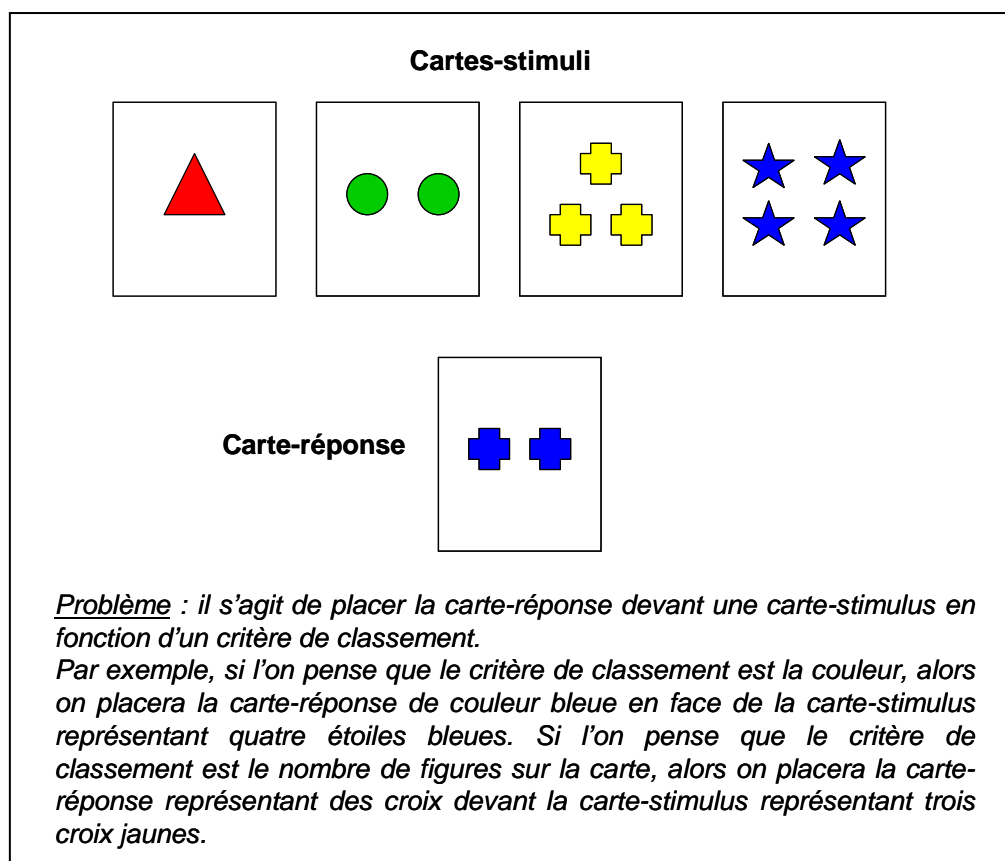 Cartes-stimuli
Carte-réponse
Problème : il s’agit de placer la carte-réponse devant une carte-stimulus en
fonction d’un critère de classement.
Par exemple, si l’on pense que le critère de classement est la couleur, alors
on placera la carte-réponse de couleur bleue en face de la carte-stimulus
représentant quatre étoiles bleues. Si l’on pense que le critère de
classement est le nombre de figures sur la carte, alors on placera la carte-
réponse représentant des croix devant la carte-stimulus représentant trois
croix jaunes.